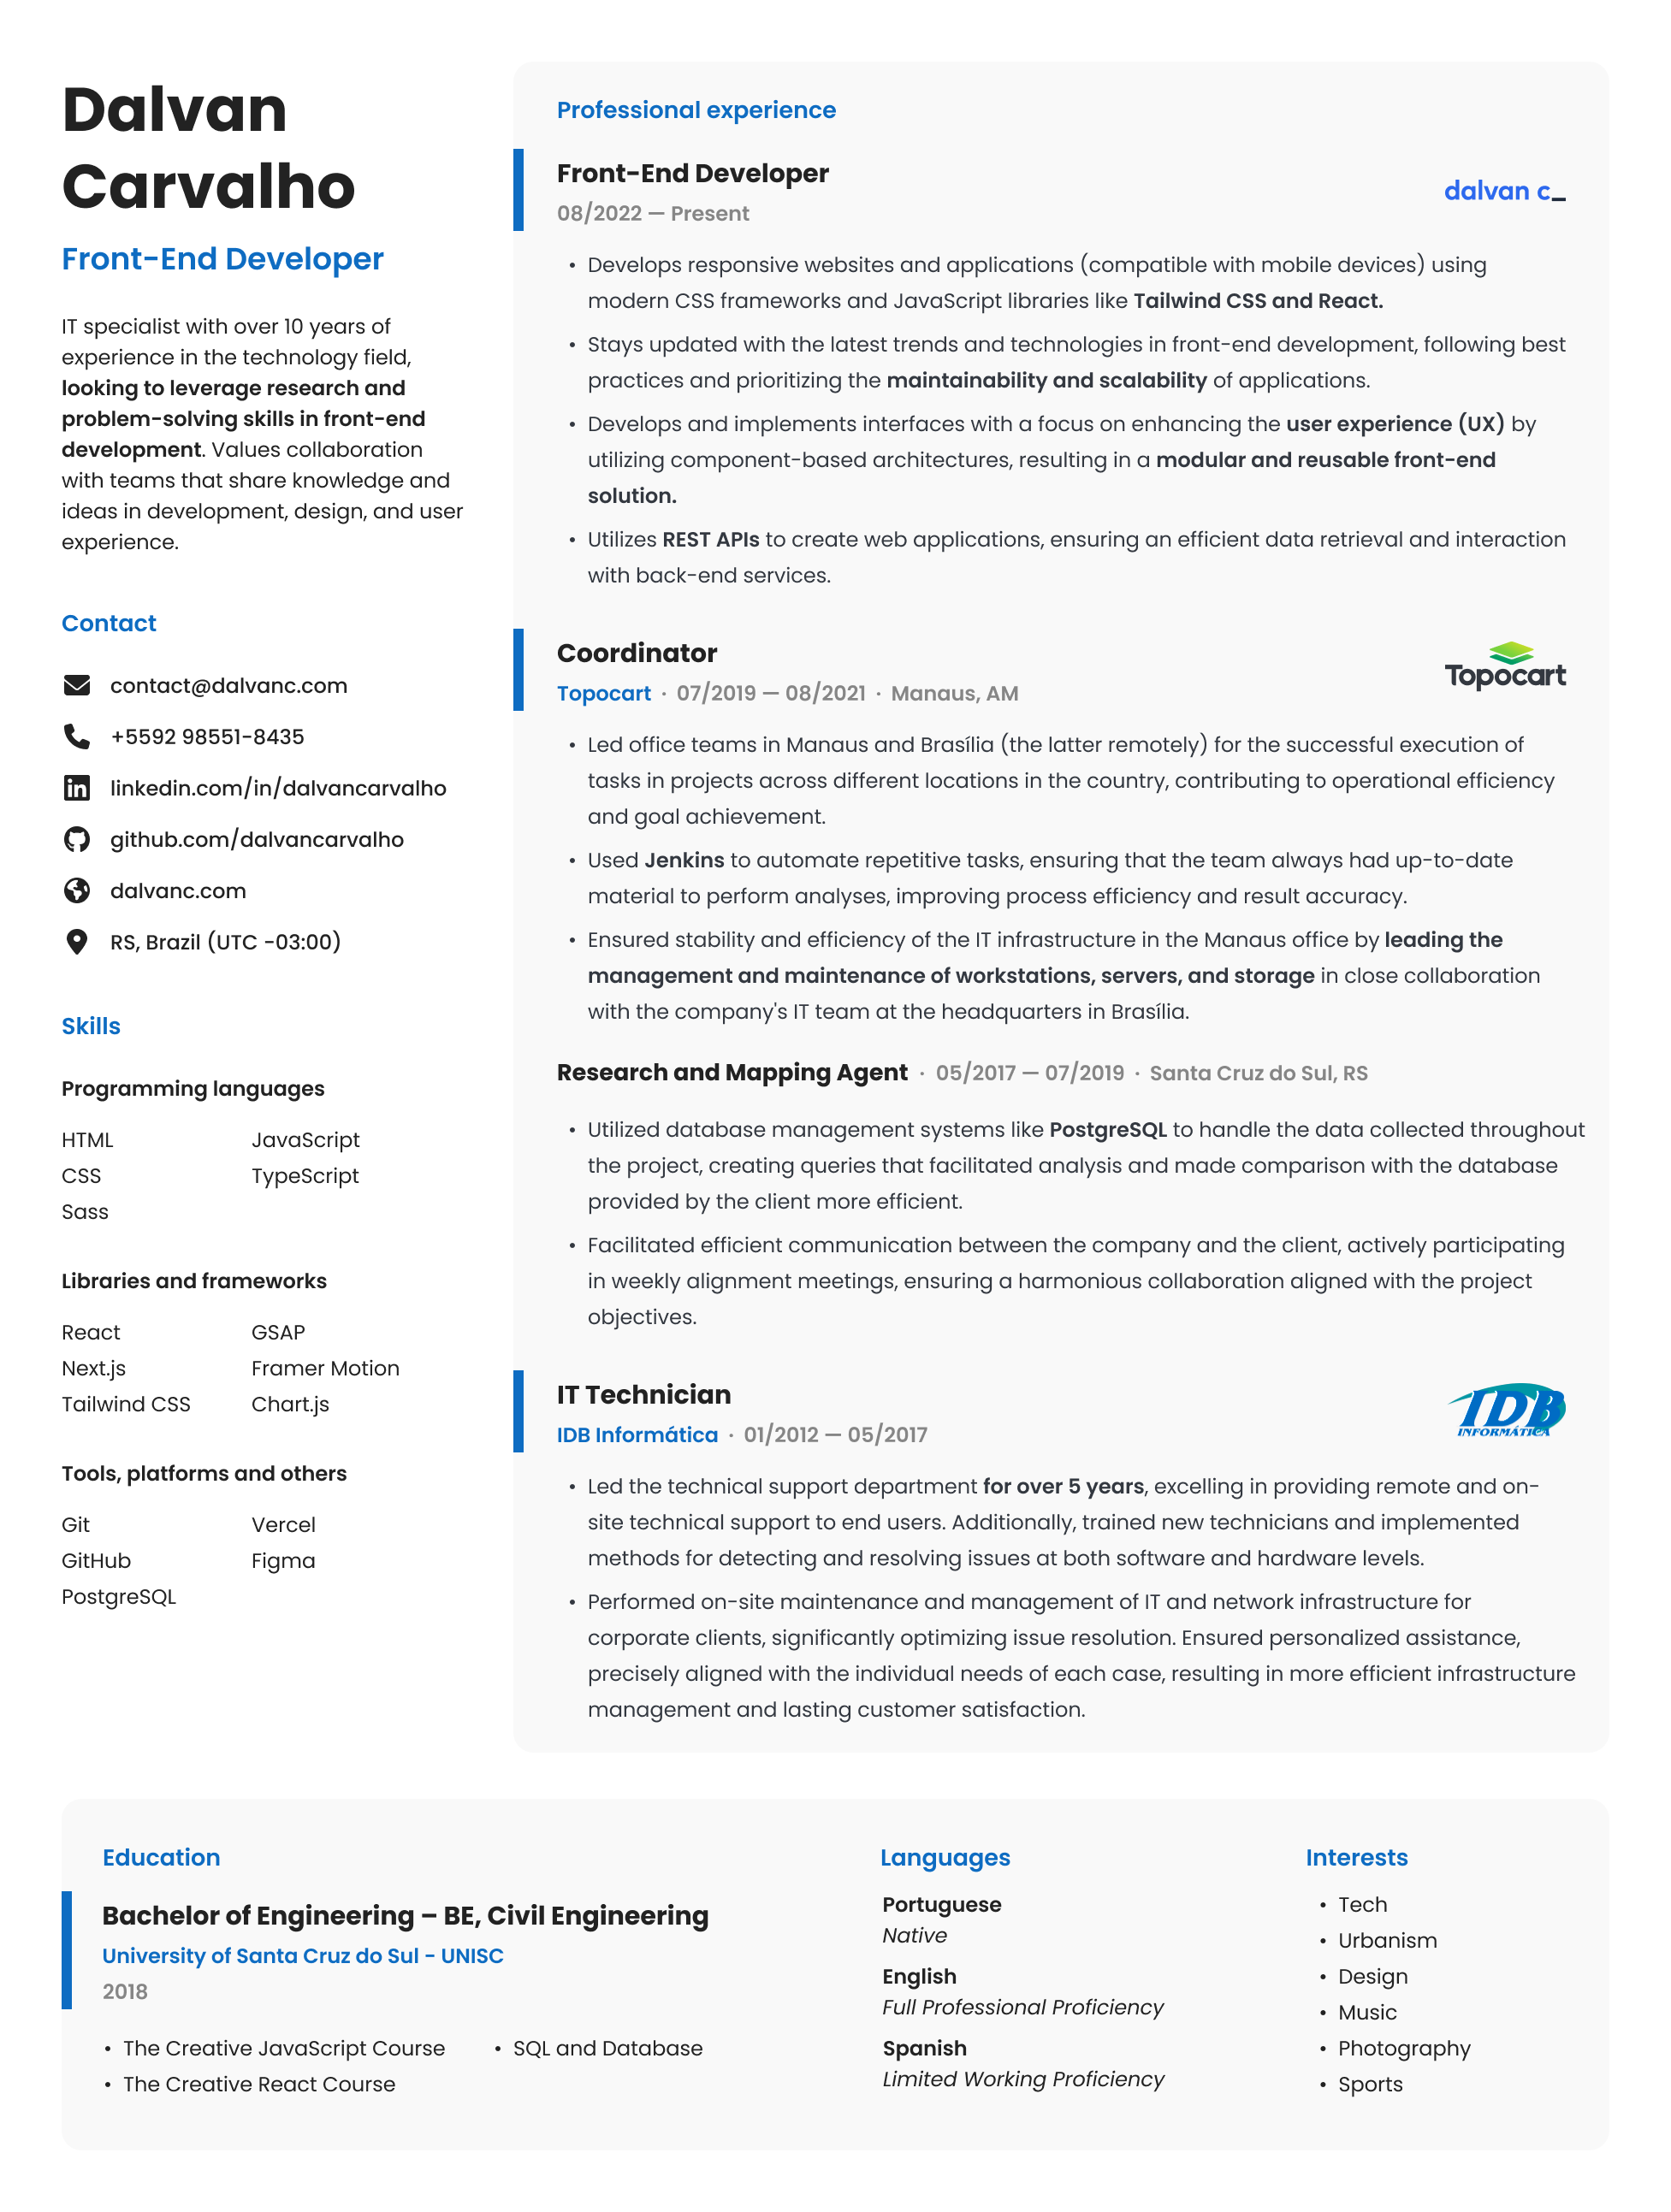 Dalvan
Carvalho
Front-End Developer
IT specialist with over 10 years of
experience in the technology field,
looking to leverage research and
problem-solving skills in front-end
development. Values collaboration
with teams that share knowledge and
ideas in development, design, and user
experience.
Contact
contact@dalvanc.com
+5592 98551-8435
linkedin.com/in/dalvancarvalho
github.com/dalvancarvalho
dalvanc.com
RS, Brazil (UTC -03:00)
Skills
Programming languages
HTML JavaScript
CSS TypeScript
Sass
Libraries and frameworks
React GSAP
Next.js Framer Motion
Tailwind CSS Chart.js
Tools, platforms and others
Git Vercel
GitHub Figma
PostgreSQL
Professional experience
Front-End Developer
dalvan c_
08/2022 — Present
• Develops responsive websites and applications (compatible with mobile devices) using
modern CSS frameworks and JavaScript libraries like Tailwind CSS and React.
• Stays updated with the latest trends and technologies in front-end development, following best
practices and prioritizing the maintainability and scalability of applications.
• Develops and implements interfaces with a focus on enhancing the user experience (UX) by
utilizing component-based architectures, resulting in a modular and reusable front-end
solution.
• Utilizes REST APIs to create web applications, ensuring an efficient data retrieval and interaction
with back-end services.
Coordinator
Topocart
Topocart · 07/2019 — 08/2021 · Manaus, AM
• Led office teams in Manaus and Brasília (the latter remotely) for the successful execution of
tasks in projects across different locations in the country, contributing to operational efficiency
and goal achievement.
• Used Jenkins to automate repetitive tasks, ensuring that the team always had up-to-date
material to perform analyses, improving process efficiency and result accuracy.
• Ensured stability and efficiency of the IT infrastructure in the Manaus office by leading the
management and maintenance of workstations, servers, and storage in close collaboration
with the company's IT team at the headquarters in Brasília.
Research and Mapping Agent · 05/2017 — 07/2019 · Santa Cruz do Sul, RS
• Utilized database management systems like PostgreSQL to handle the data collected throughout
the project, creating queries that facilitated analysis and made comparison with the database
provided by the client more efficient.
• Facilitated efficient communication between the company and the client, actively participating
in weekly alignment meetings, ensuring a harmonious collaboration aligned with the project
objectives.
IT Technician
IDB
INFORMÁTICA
IDB Informática · 01/2012 — 05/2017
• Led the technical support department for over 5 years, excelling in providing remote and on-
site technical support to end users. Additionally, trained new technicians and implemented
methods for detecting and resolving issues at both software and hardware levels.
• Performed on-site maintenance and management of IT and network infrastructure for
corporate clients, significantly optimizing issue resolution. Ensured personalized assistance,
precisely aligned with the individual needs of each case, resulting in more efficient infrastructure
management and lasting customer satisfaction.
Education
Bachelor of Engineering – BE, Civil Engineering
University of Santa Cruz do Sul - UNISC
2018
• The Creative JavaScript Course • SQL and Database
• The Creative React Course
Languages
Portuguese
Native
English
Full Professional Proficiency
Spanish
Limited Working Proficiency
Interests
• Tech
• Urbanism
• Design
• Music
• Photography
• Sports